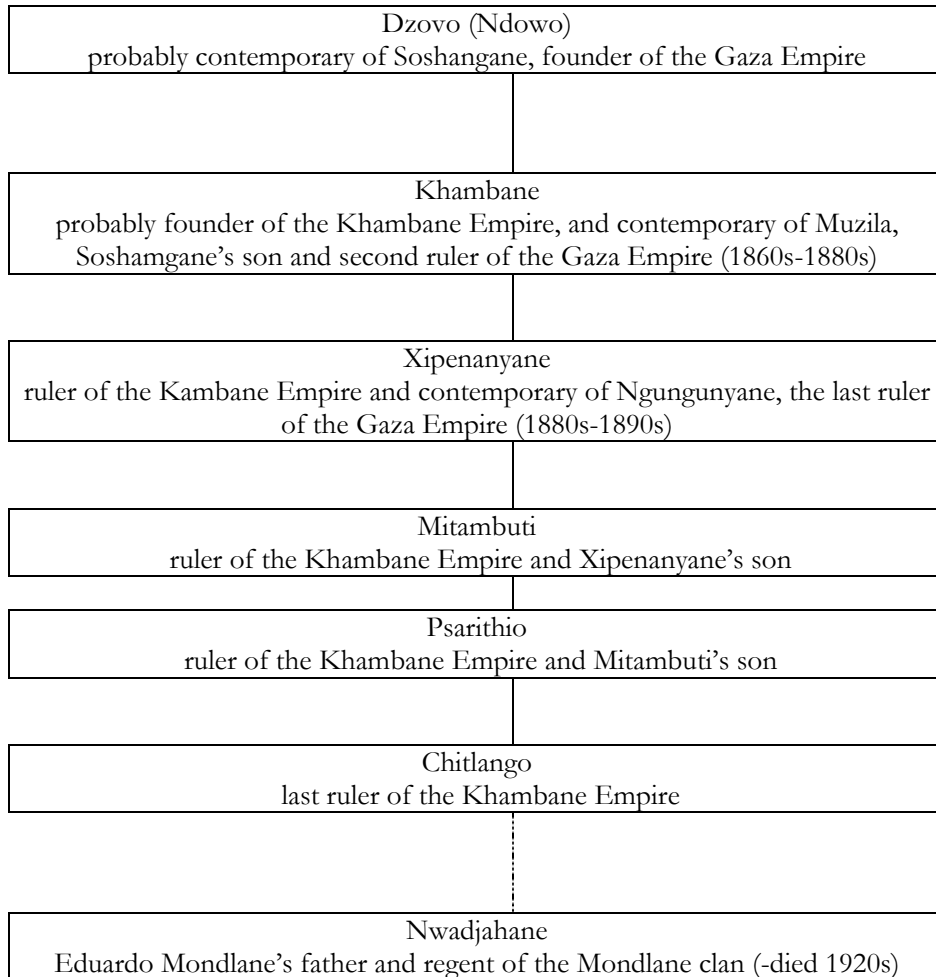 Dzovo (Ndowo)
probably contemporary of Soshangane, founder of the Gaza Empire
Khambane
probably founder of the Khambane Empire, and contemporary of Muzila,
Soshamgane’s son and second ruler of the Gaza Empire (1860s-1880s)
Xipenanyane
ruler of the Kambane Empire and contemporary of Ngungunyane, the last ruler
of the Gaza Empire (1880s-1890s)
Mitambuti
ruler of the Khambane Empire and Xipenanyane’s son
Psarithio
ruler of the Khambane Empire and Mitambuti’s son
Chitlango
last ruler of the Khambane Empire
Nwadjahane
Eduardo Mondlane’s father and regent of the Mondlane clan (-died 1920s)